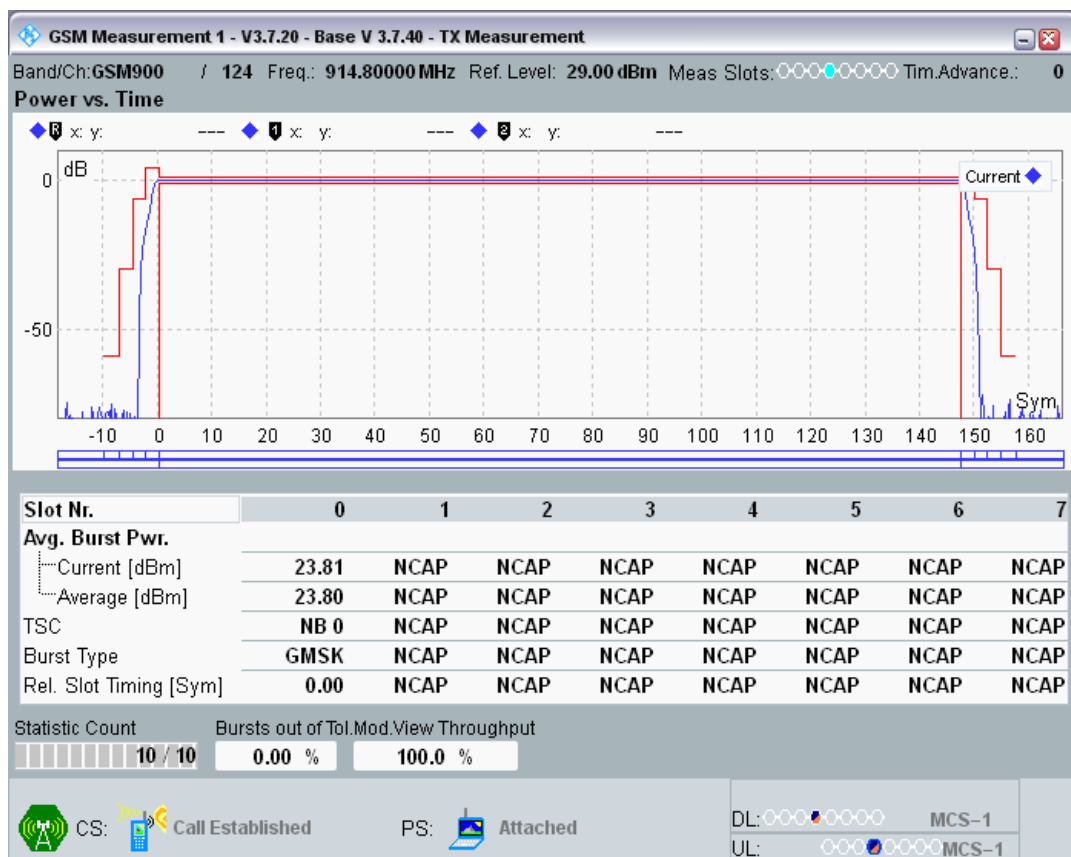 GSM Measurement 1 - V3.7.20 - Base V 3.7.40 - TX Measurement
Band/Ch:GSM900 / 124 Freq.: 914.80000 MHz Ref. Level: 29.00 dBm Meas Slots: Tim.Advance.: 0
Power vs. Time
R x: y: --- 1 x: y: --- 2 x: y: ---
dB
Current
0
-50
Sym
-10 0 10 20 30 40 50 60 70 80 90 100 110 120 130 140 150 160
Slot Nr. 0 1 2 3 4 5 6 7
Avg. Burst Pwr.
Current [dBm] 23.81 NCAP NCAP NCAP NCAP NCAP NCAP NCAP
Average [dBm] 23.80 NCAP NCAP NCAP NCAP NCAP NCAP NCAP
TSC NB 0 NCAP NCAP NCAP NCAP NCAP NCAP NCAP
Burst Type GMSK NCAP NCAP NCAP NCAP NCAP NCAP NCAP
Rel. Slot Timing [Sym] 0.00 NCAP NCAP NCAP NCAP NCAP NCAP NCAP
Statistic Count Bursts out of Tol. Mod.View Throughput
10 / 10 0.00 % 100.0 %
CS: Call Established PS: Attached
DL: MCS-1
UL: MCS-1